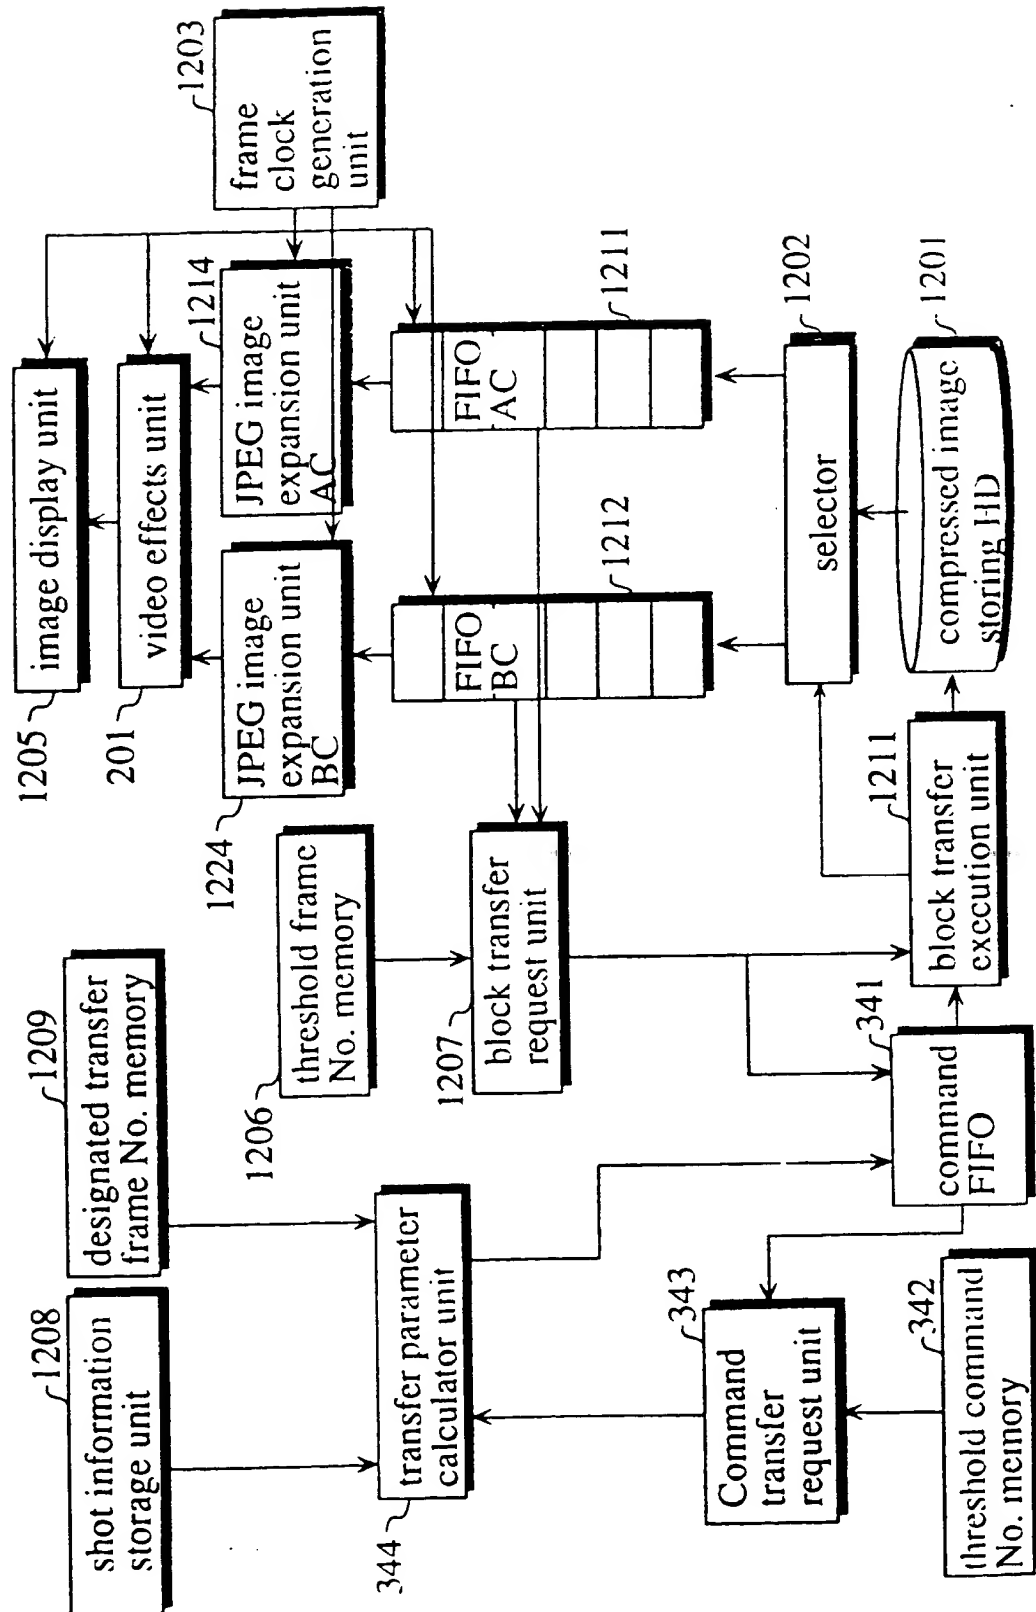 1208
shot information
storage unit
1209
designated transfer
frame No. memory
344
transfer parameter
calculator unit
1206
threshold frame
No. memory
1207
block transfer
request unit
343
Command
transfer
request unit
342
threshold command
No. memory
341
command
FIFO
1211
block transfer
execution unit
1205
image display unit
201
video effects unit
1224
JPEG image
expansion unit
BC
1214
JPEG image
expansion unit
AC
1203
frame
clock
generation
unit
1212
FIFO
BC
1211
FIFO
AC
1202
selector
1201
compressed image
storing HD